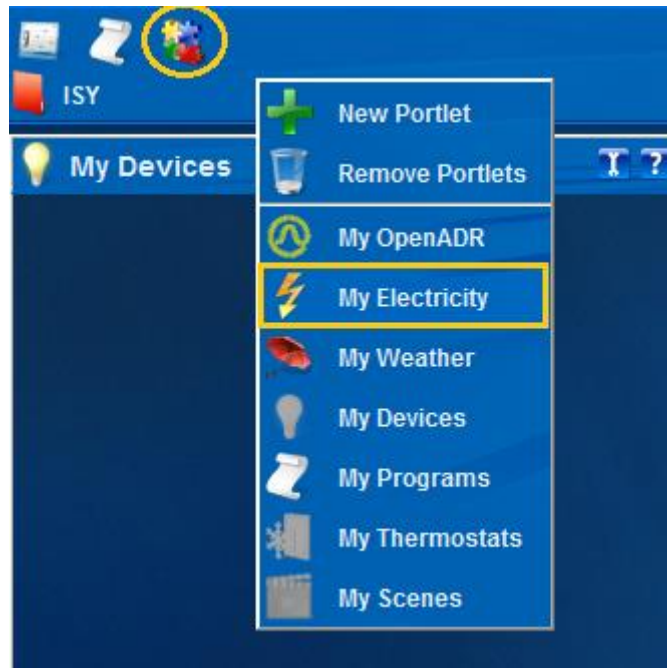 ISY
My Devices
?
New Portlet
Remove Portlets
My OpenADR
My Electricity
My Weather
My Devices
My Programs
My Thermostats
My Scenes